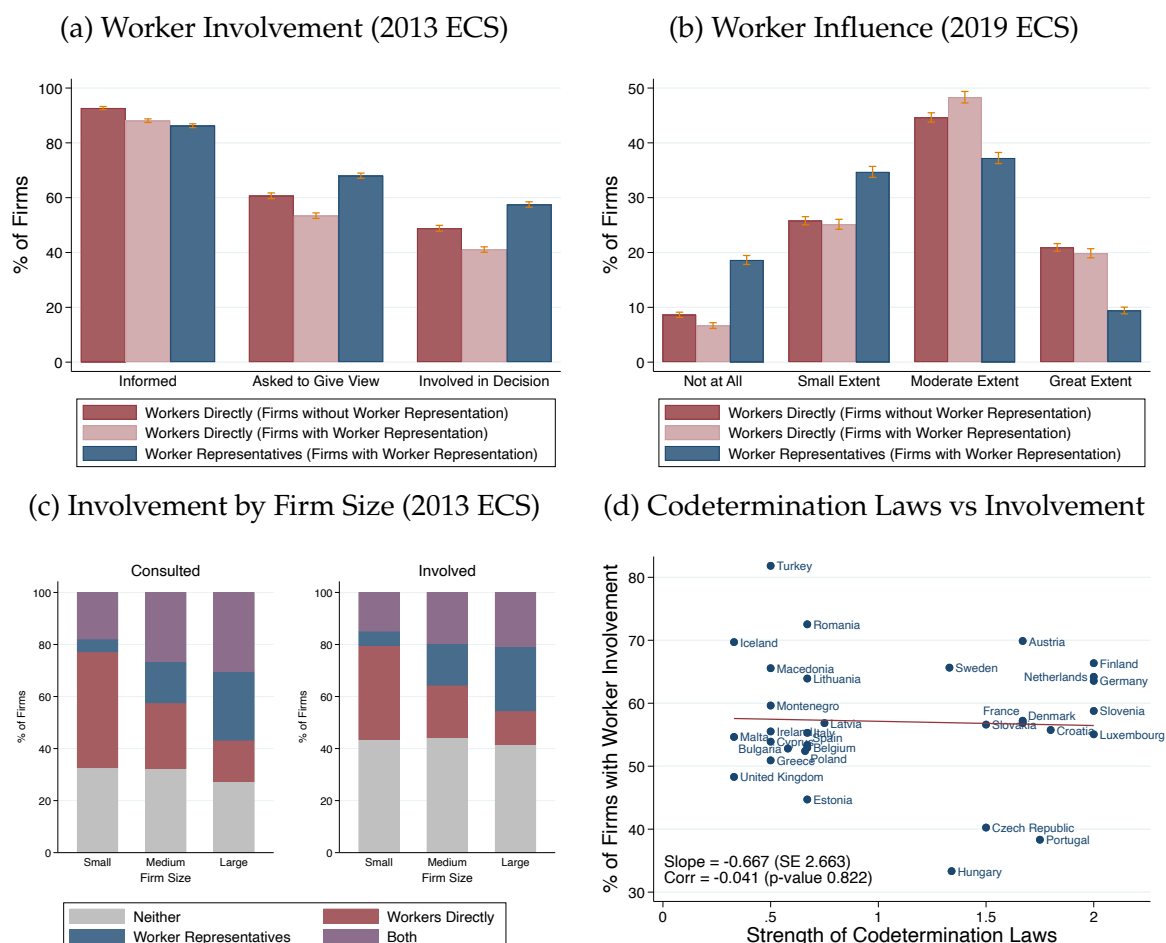 (a) Worker Involvement (2013 ECS)
% of Firms
100
80
60
40
20
0
Informed
Asked to Give View
Involved in Decision
Workers Directly (Firms without Worker Representation)
Workers Directly (Firms with Worker Representation)
Worker Representatives (Firms with Worker Representation)
(b) Worker Influence (2019 ECS)
% of Firms
50
40
30
20
10
0
Not at All
Small Extent
Moderate Extent
Great Extent
Workers Directly (Firms without Worker Representation)
Workers Directly (Firms with Worker Representation)
Worker Representatives (Firms with Worker Representation)
(c) Involvement by Firm Size (2013 ECS)
Consulted
% of Firms
100
80
60
40
20
0
Small
Medium
Large
Firm Size
Involved
% of Firms
100
80
60
40
20
0
Small
Medium
Large
Firm Size
Neither
Workers Directly
Worker Representatives
Both
(d) Codetermination Laws vs Involvement
% of Firms with Worker Involvement
80
70
60
50
40
30
Turkey
Romania
Iceland
Austria
Finland
Macedonia
Sweden
Netherlands
Germany
Lithuania
Montenegro
Slovenia
France
Denmark
Latvia
Slovakia
Ireland
Italy
Croatia
Luxembourg
Malta
Cyprus
Spain
Bulgaria
Belgium
Poland
Greece
United Kingdom
Estonia
Czech Republic
Portugal
Hungary
Slope = -0.667 (SE 2.663)
Corr = -0.041 (p-value 0.822)
0
.5
1
1.5
2
Strength of Codetermination Laws